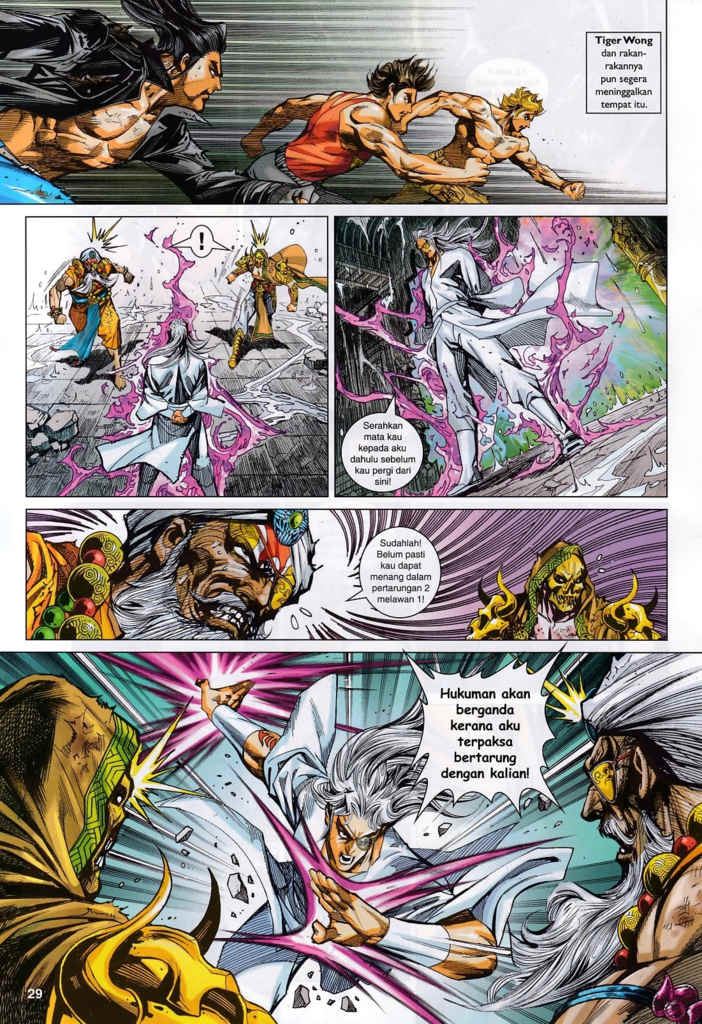 Tiger Wong
dan rakan-
rakannya
pun segera
meninggalkan
tempat itu.
!
Serahkan
mata kau
kepada aku
dahulu sebelum
kau pergi dari
sini!
Sudahlah!
Belum pasti
kau dapat
menang dalam
pertarungan 2
melawan 1!
Hukuman akan
berganda
kerana aku
terpaksa
bertarung
dengan kalian!
29